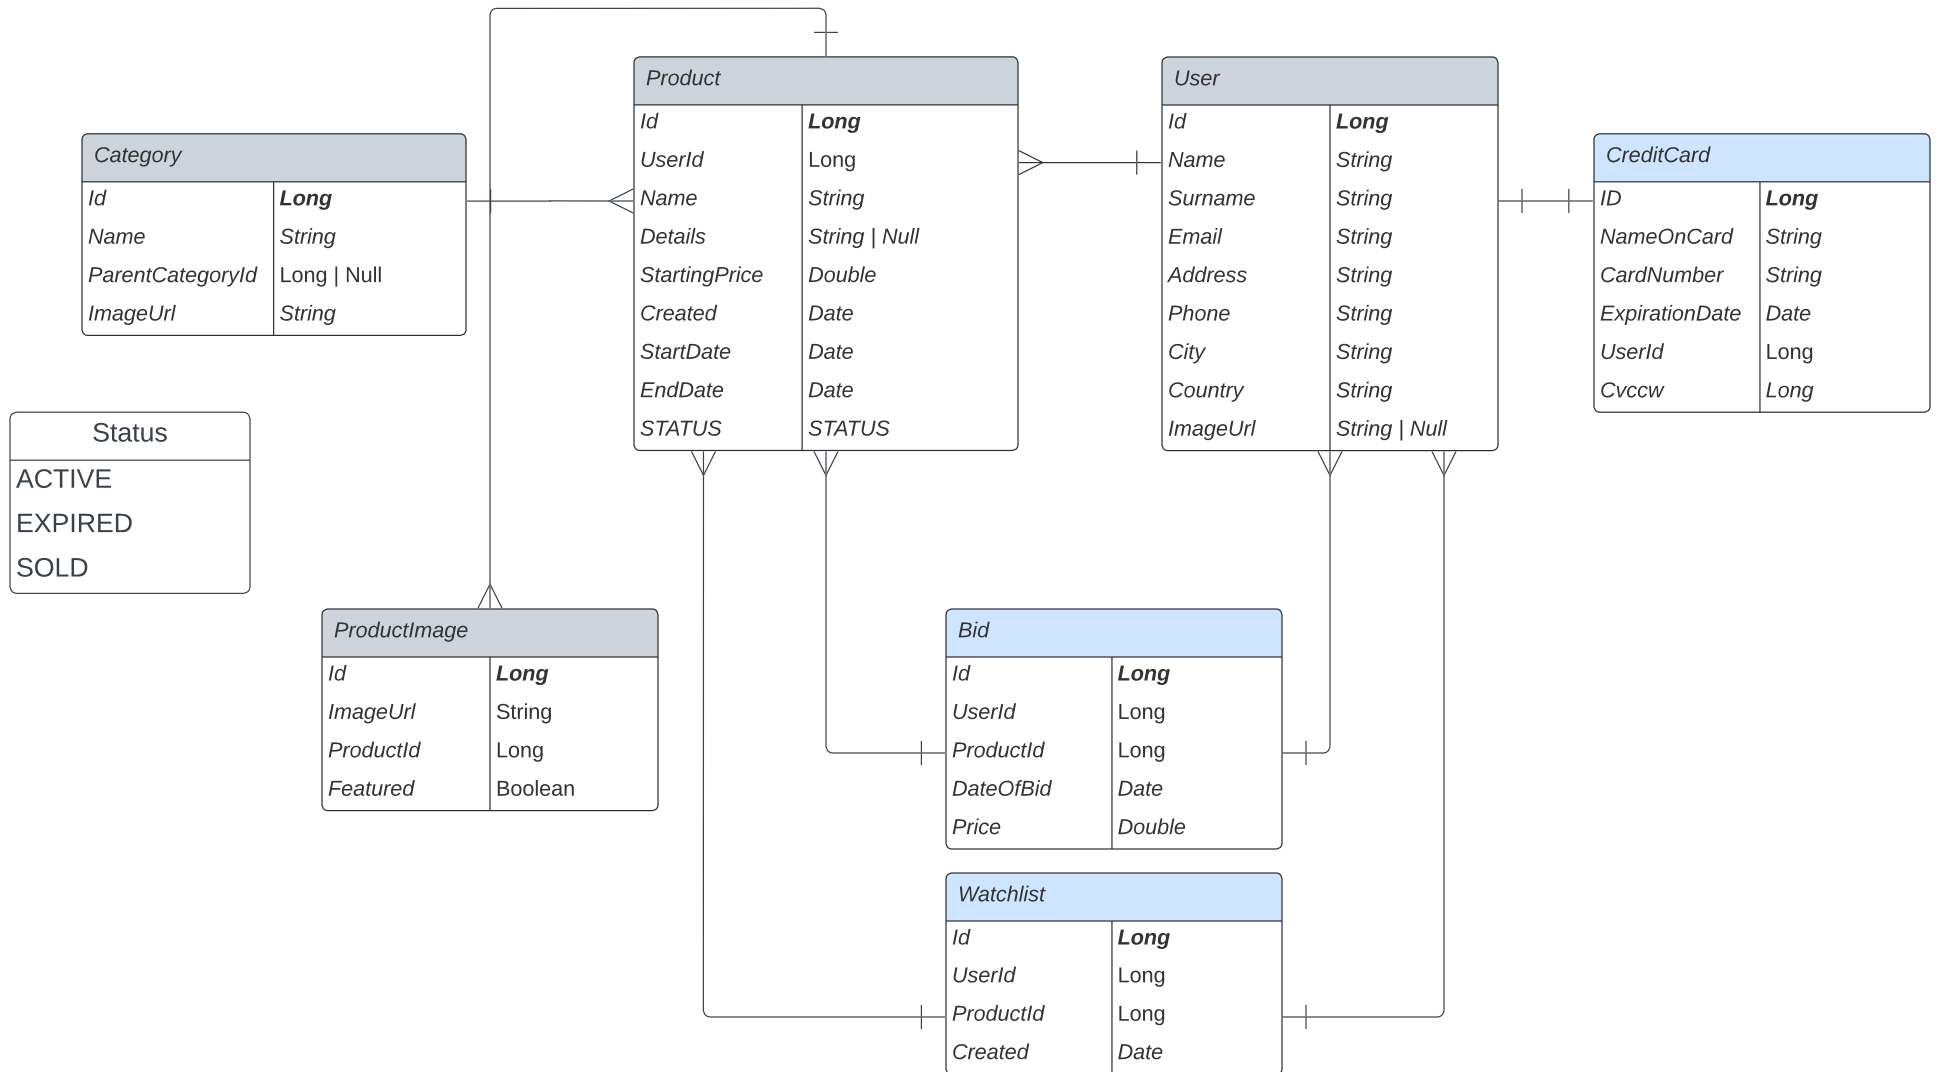 Product
Id Long
UserId Long
Name String
Details String | Null
StartingPrice Double
Created Date
StartDate Date
EndDate Date
STATUS STATUS
User
Id Long
Name String
Surname String
Email String
Address String
Phone String
City String
Country String
ImageUrl String | Null
Category
Id Long
Name String
ParentCategoryId Long | Null
ImageUrl String
CreditCard
ID Long
NameOnCard String
CardNumber String
ExpirationDate Date
UserId Long
Cvccw Long
Status
ACTIVE
EXPIRED
SOLD
ProductImage
Id Long
ImageUrl String
ProductId Long
Featured Boolean
Bid
Id Long
UserId Long
ProductId Long
DateOfBid Date
Price Double
Watchlist
Id Long
UserId Long
ProductId Long
Created Date